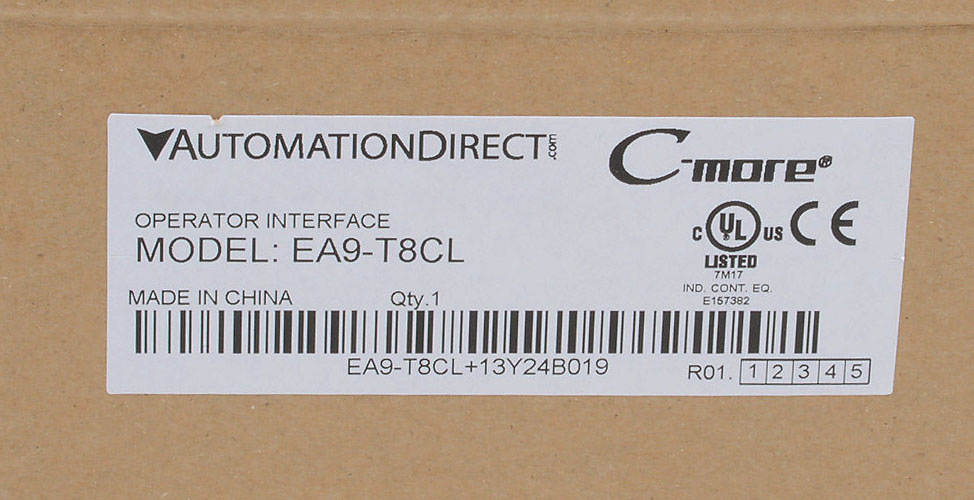 AUTOMATIONDIRECT.com
C-more®
OPERATOR INTERFACE
MODEL: EA9-T8CL
C UL US CE
LISTED
7M17
IND. CONT. EQ.
E157382
MADE IN CHINA Qty.1
EA9-T8CL+13Y24B019
R01. 1 2 3 4 5